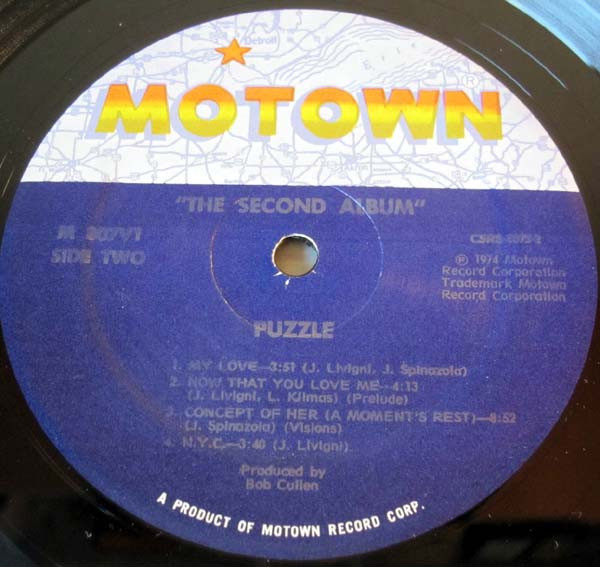 Detroit
MOTOWN ®
"THE SECOND ALBUM"
M 807V1
SIDE TWO
℗ 1974 Motown
Record Corporation
Trademark Motown
Record Corporation
PUZZLE
1. MY LOVE—3:51 (J. Livigni, J. Spinazola)
2. NOW THAT YOU LOVE ME—4:13
(J. Livigni, L. Klimas) (Prelude)
3. CONCEPT OF HER (A MOMENT'S REST)—8:52
(J. Spinazola) (Visions)
4. N.Y.C.—3:40 (J. Livigni)
Produced by
Bob Cullen
A PRODUCT OF MOTOWN RECORD CORP.